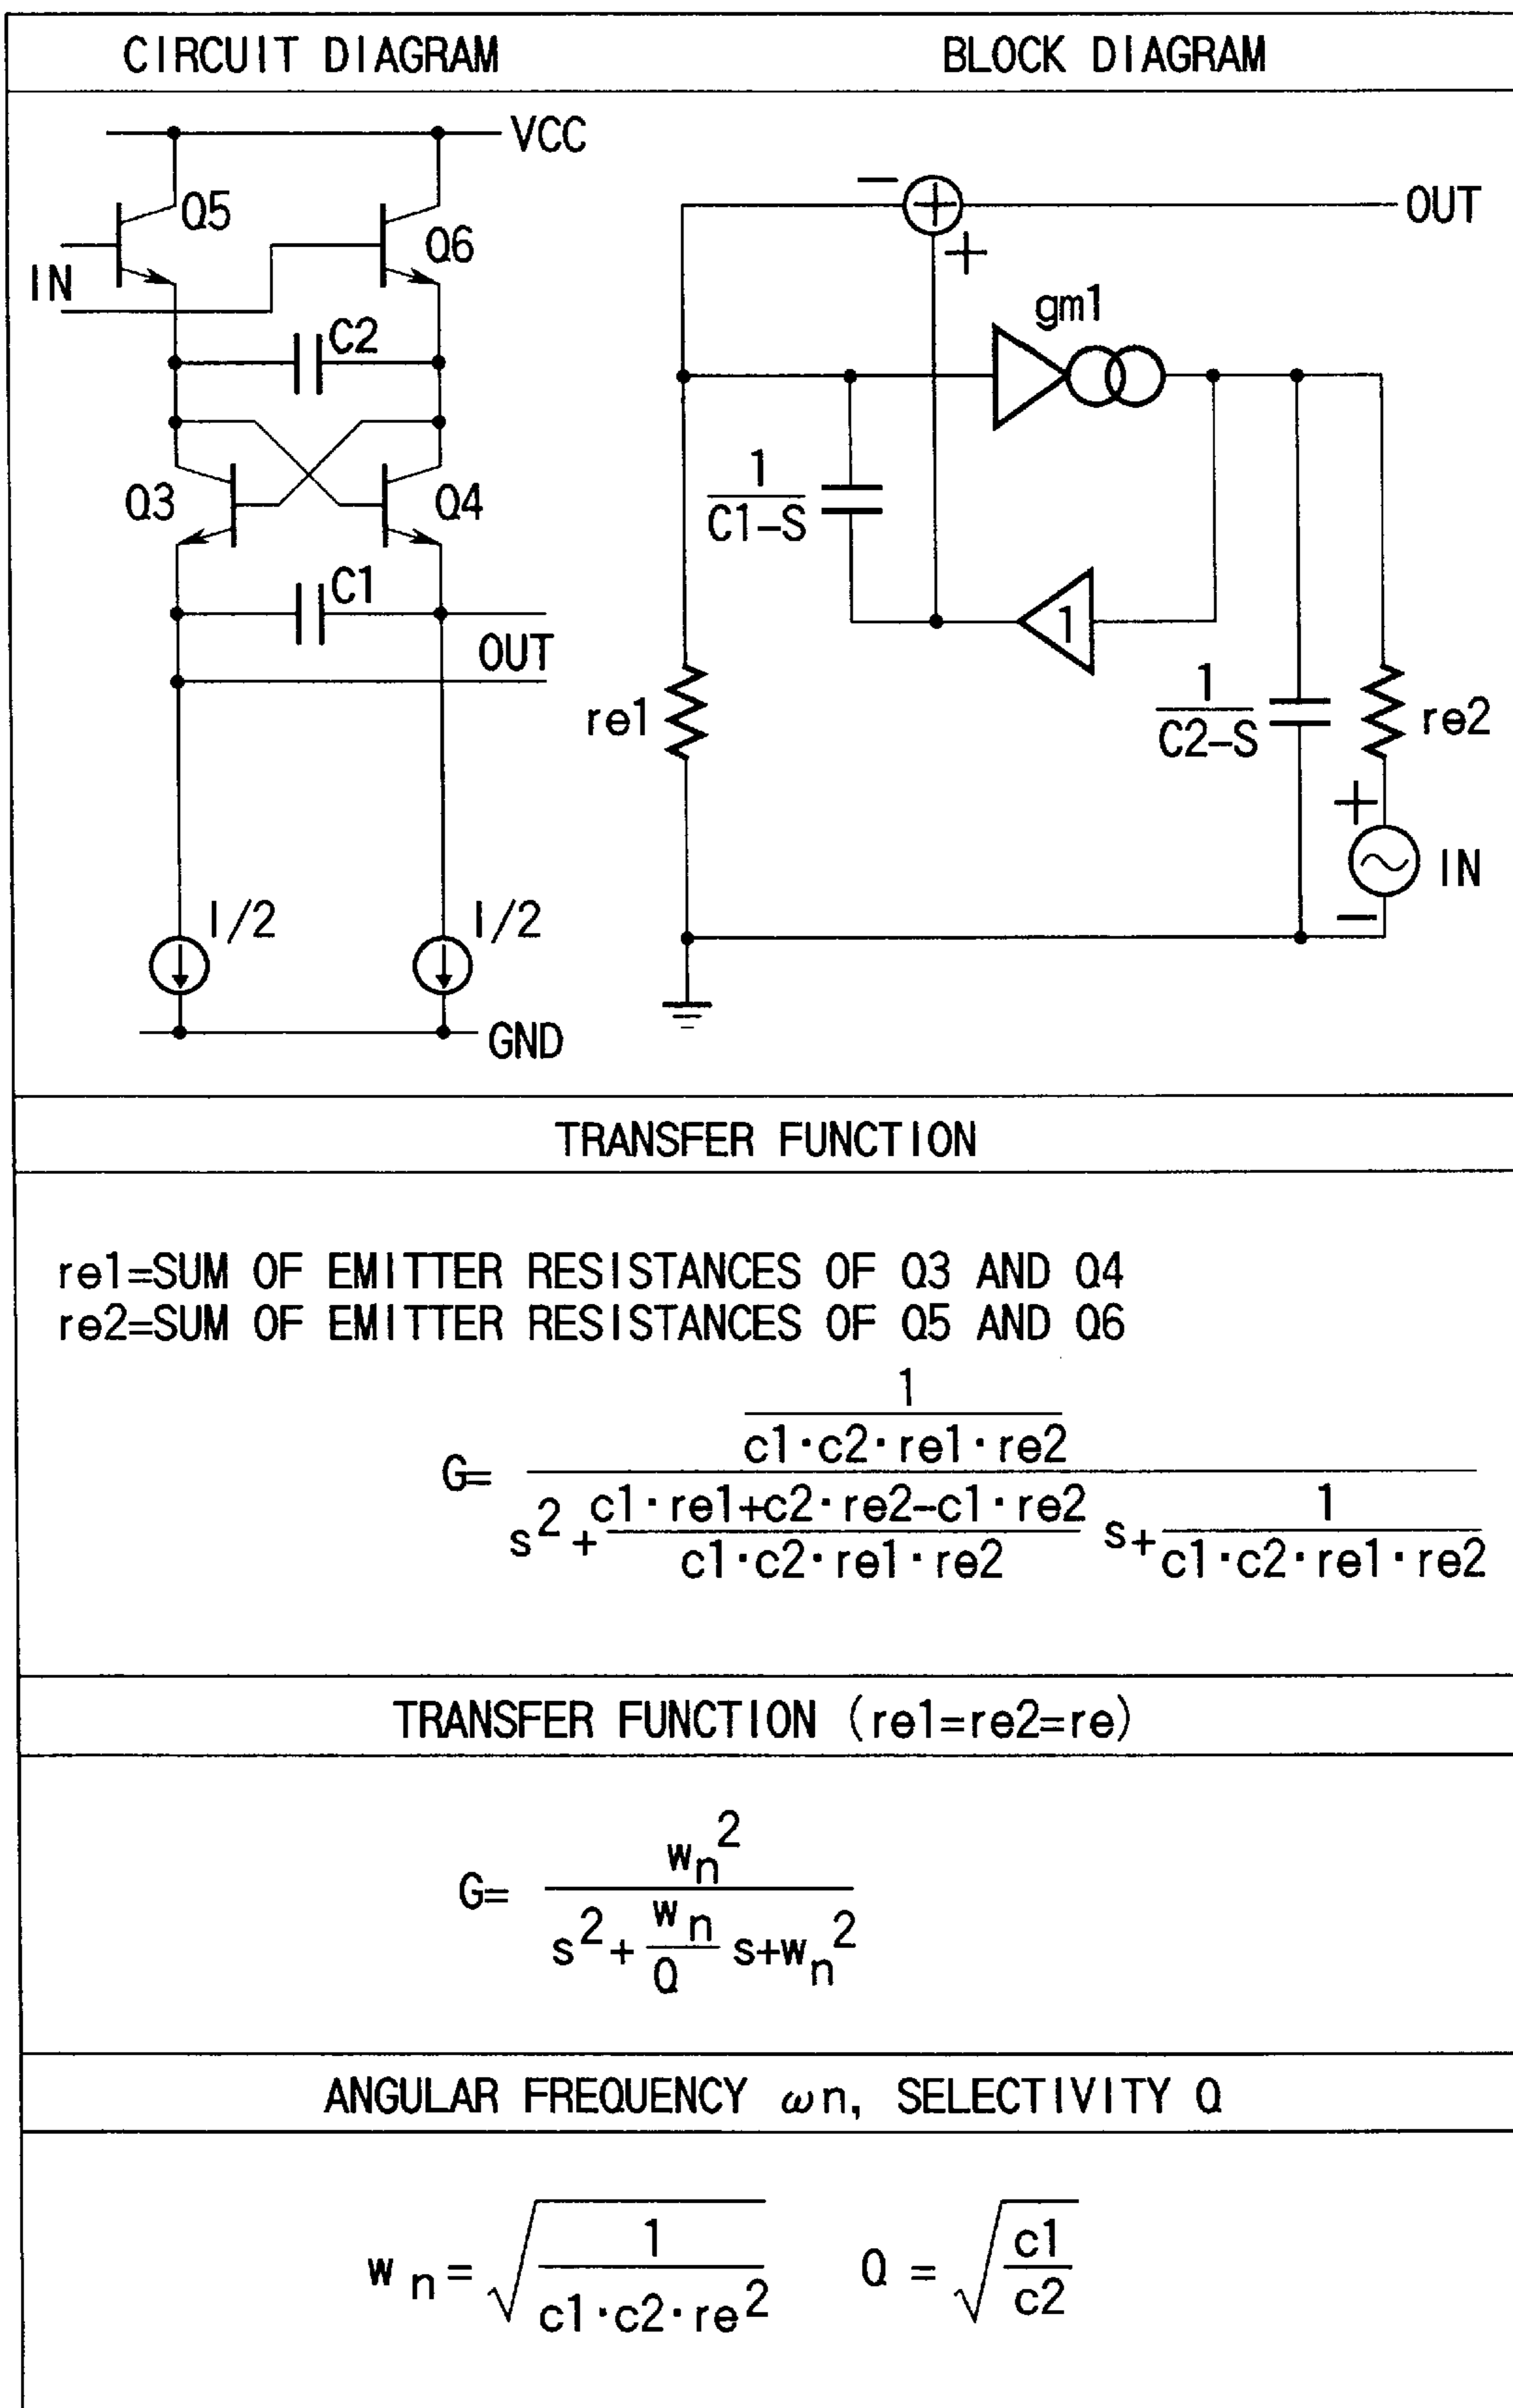 CIRCUIT DIAGRAM
BLOCK DIAGRAM
VCC
Q5
Q6
IN
C2
Q3
Q4
C1
OUT
I/2
I/2
GND
−
+
OUT
+
gm1
1
C1−S
1
re1
1
C2−S
re2
+
IN
−
TRANSFER FUNCTION
re1=SUM OF EMITTER RESISTANCES OF Q3 AND Q4
re2=SUM OF EMITTER RESISTANCES OF Q5 AND Q6
1
c1·c2·re1·re2
G=
s²+ c1·re1+c2·re2−c1·re2 s+ 1
c1·c2·re1·re2 c1·c2·re1·re2
TRANSFER FUNCTION (re1=re2=re)
wn²
G=
s²+ wn s+wn²
Q
ANGULAR FREQUENCY ωn, SELECTIVITY Q
wn=√ 1 Q=√ c1
c1·c2·re² c2